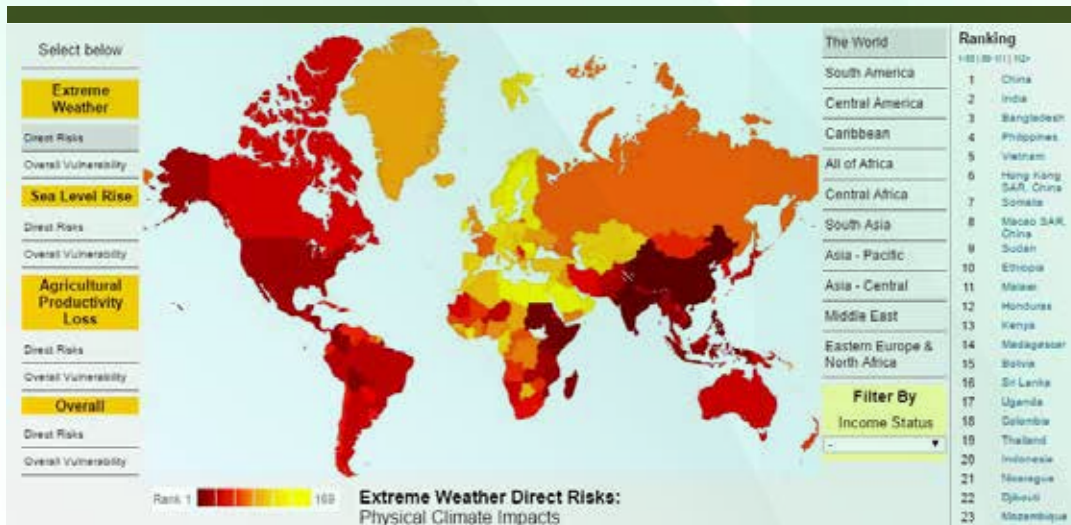 Select below
Extreme
Weather
Direct Risks
Overall Vulnerability
Sea Level Rise
Direct Risks
Overall Vulnerability
Agricultural
Productivity
Loss
Direct Risks
Overall Vulnerability
Overall
Direct Risks
Overall Vulnerability
Rank 1
169
Extreme Weather Direct Risks:
Physical Climate Impacts
The World
South America
Central America
Caribbean
All of Africa
Central Africa
South Asia
Asia - Pacific
Asia - Central
Middle East
Eastern Europe &
North Africa
Filter By
Income Status
-
Ranking
1 China
2 India
3 Bangladesh
4 Philippines
5 Vietnam
6 Hong Kong
SAR, China
7 Somalia
8 Macao SAR,
China
9 Sudan
10 Ethiopia
11 Malawi
12 Honduras
13 Kenya
14 Madagascar
15 Bolivia
16 Sri Lanka
17 Uganda
18 Colombia
19 Thailand
20 Indonesia
21 Nicaragua
22 Djibouti
23 Mozambique